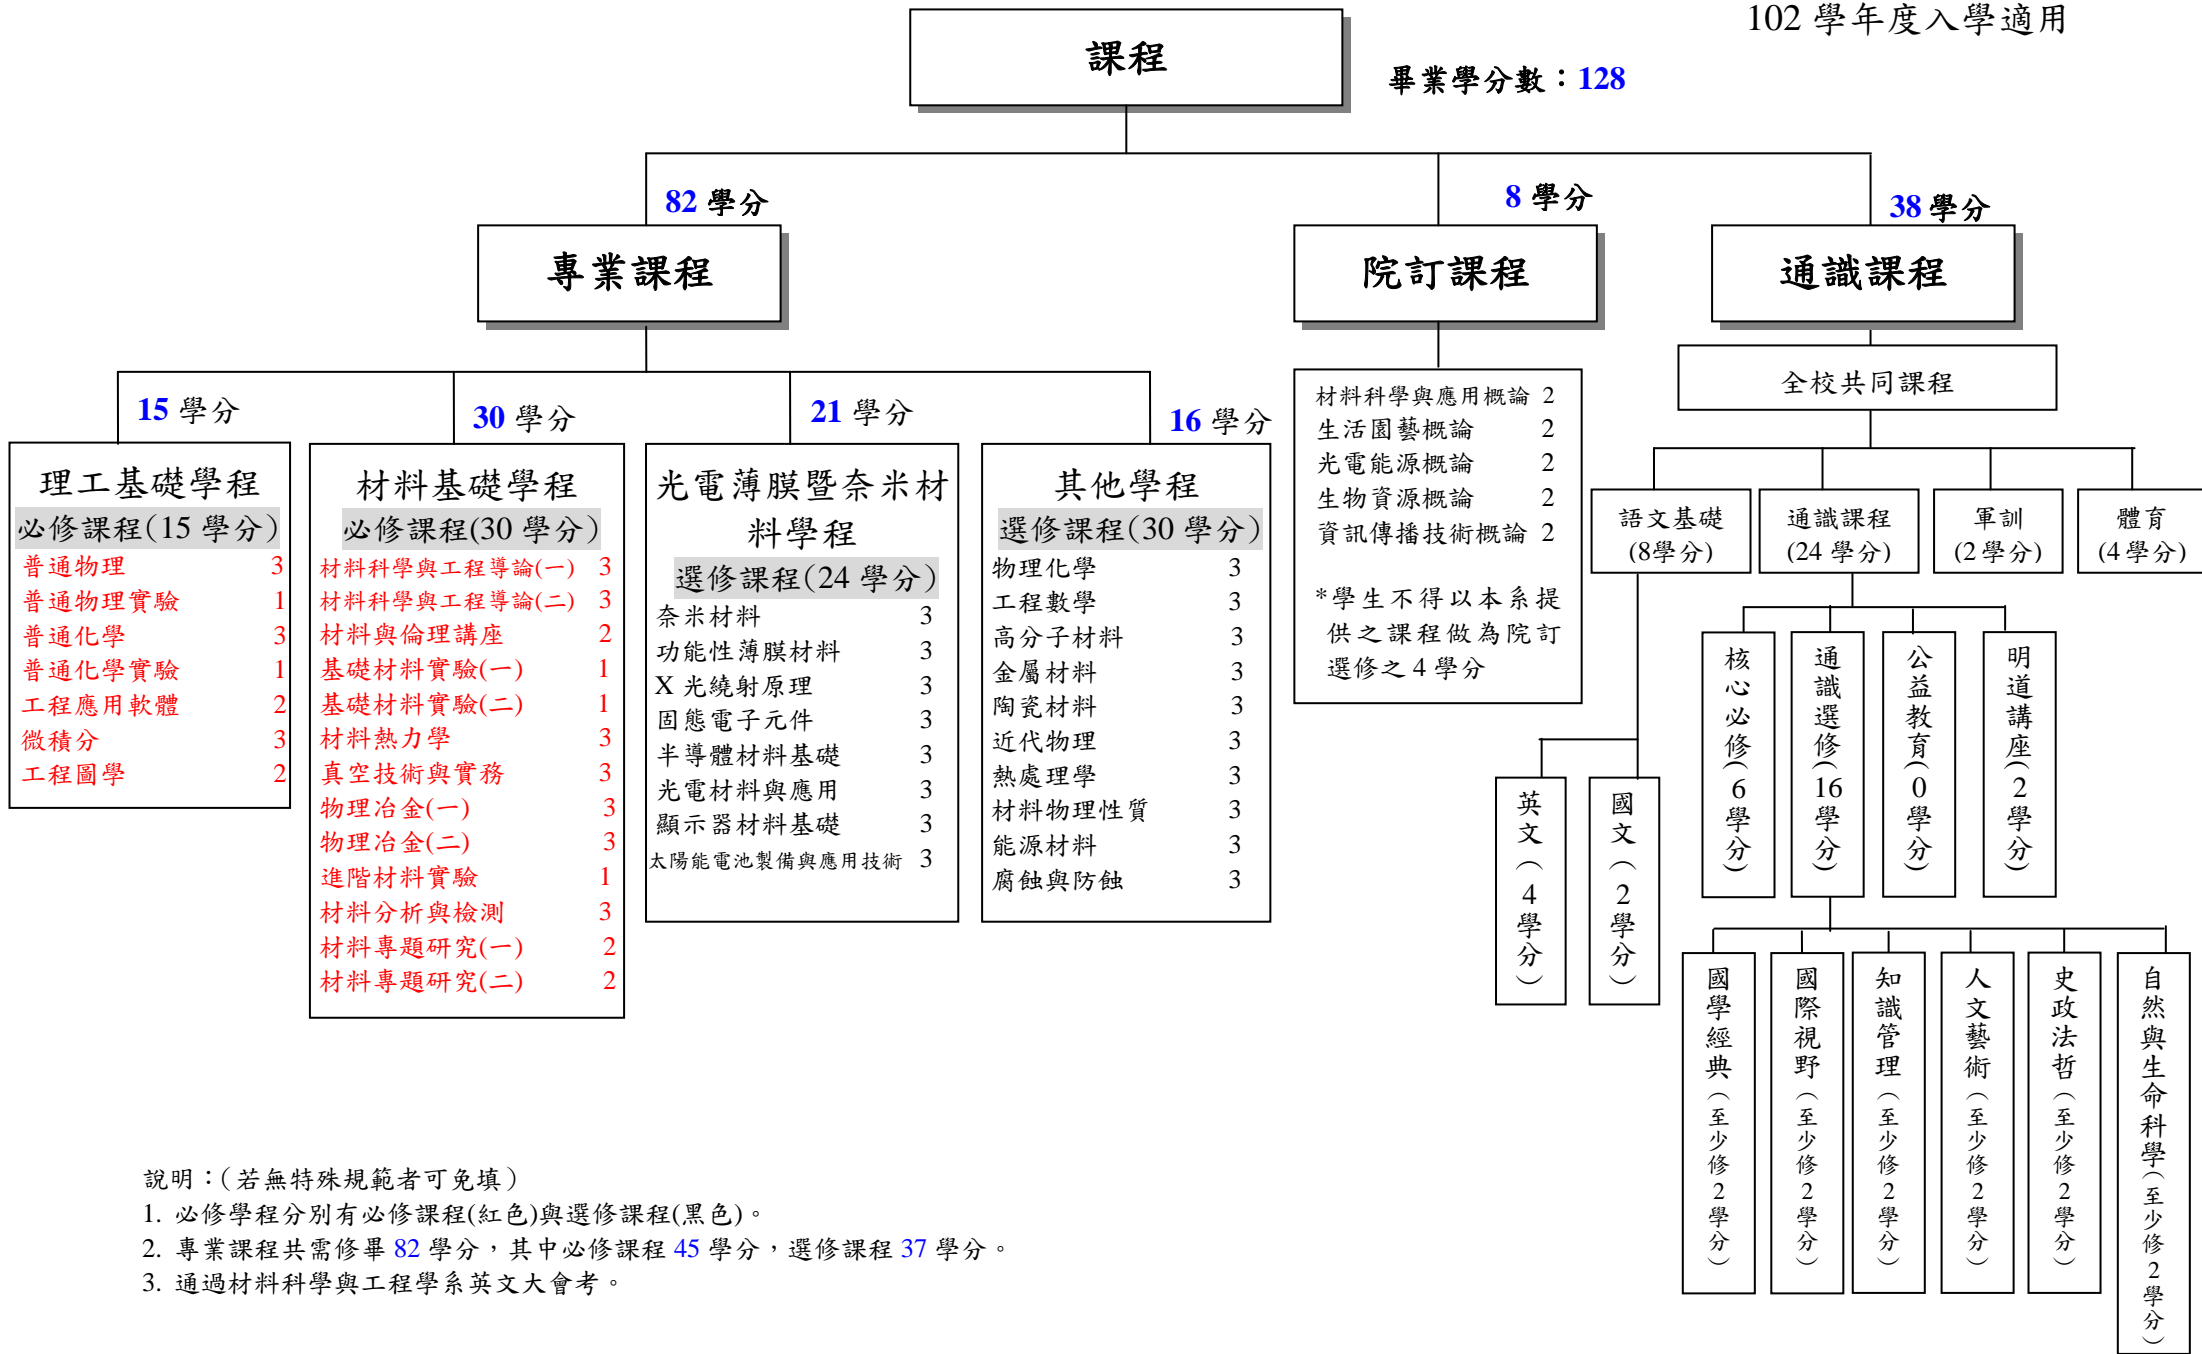 102 學年度入學適用
課程
畢業學分數：128
82 學分
8 學分
38 學分
專業課程
院訂課程
通識課程
15 學分
30 學分
21 學分
16 學分
理工基礎學程
必修課程(15 學分)
普通物理 3
普通物理實驗 1
普通化學 3
普通化學實驗 1
工程應用軟體 2
微積分 3
工程圖學 2
材料基礎學程
必修課程(30 學分)
材料科學與工程導論(一) 3
材料科學與工程導論(二) 3
材料與倫理講座 2
基礎材料實驗(一) 1
基礎材料實驗(二) 1
材料熱力學 3
真空技術與實務 3
物理冶金(一) 3
物理冶金(二) 3
進階材料實驗 1
材料分析與檢測 3
材料專題研究(一) 2
材料專題研究(二) 2
光電薄膜暨奈米材
料學程
選修課程(24 學分)
奈米材料 3
功能性薄膜材料 3
X 光繞射原理 3
固態電子元件 3
半導體材料基礎 3
光電材料與應用 3
顯示器材料基礎 3
太陽能電池製備與應用技術 3
其他學程
選修課程(30 學分)
物理化學 3
工程數學 3
高分子材料 3
金屬材料 3
陶瓷材料 3
近代物理 3
熱處理學 3
材料物理性質 3
能源材料 3
腐蝕與防蝕 3
材料科學與應用概論 2
生活園藝概論 2
光電能源概論 2
生物資源概論 2
資訊傳播技術概論 2
*學生不得以本系提
供之課程做為院訂
選修之 4 學分
全校共同課程
語文基礎
(8學分)
通識課程
(24 學分)
軍訓
(2 學分)
體育
(4 學分)
核心必修(6學分)
通識選修(16學分)
公益教育(0學分)
明道講座(2學分)
英文（4學分）
國文（2學分）
國學經典（至少修2學分）
國際視野（至少修2學分）
知識管理（至少修2學分）
人文藝術（至少修2學分）
史政法哲（至少修2學分）
自然與生命科學（至少修2學分）
說明：(若無特殊規範者可免填)
1. 必修學程分別有必修課程(紅色)與選修課程(黑色)。
2. 專業課程共需修畢 82 學分，其中必修課程 45 學分，選修課程 37 學分。
3. 通過材料科學與工程學系英文大會考。